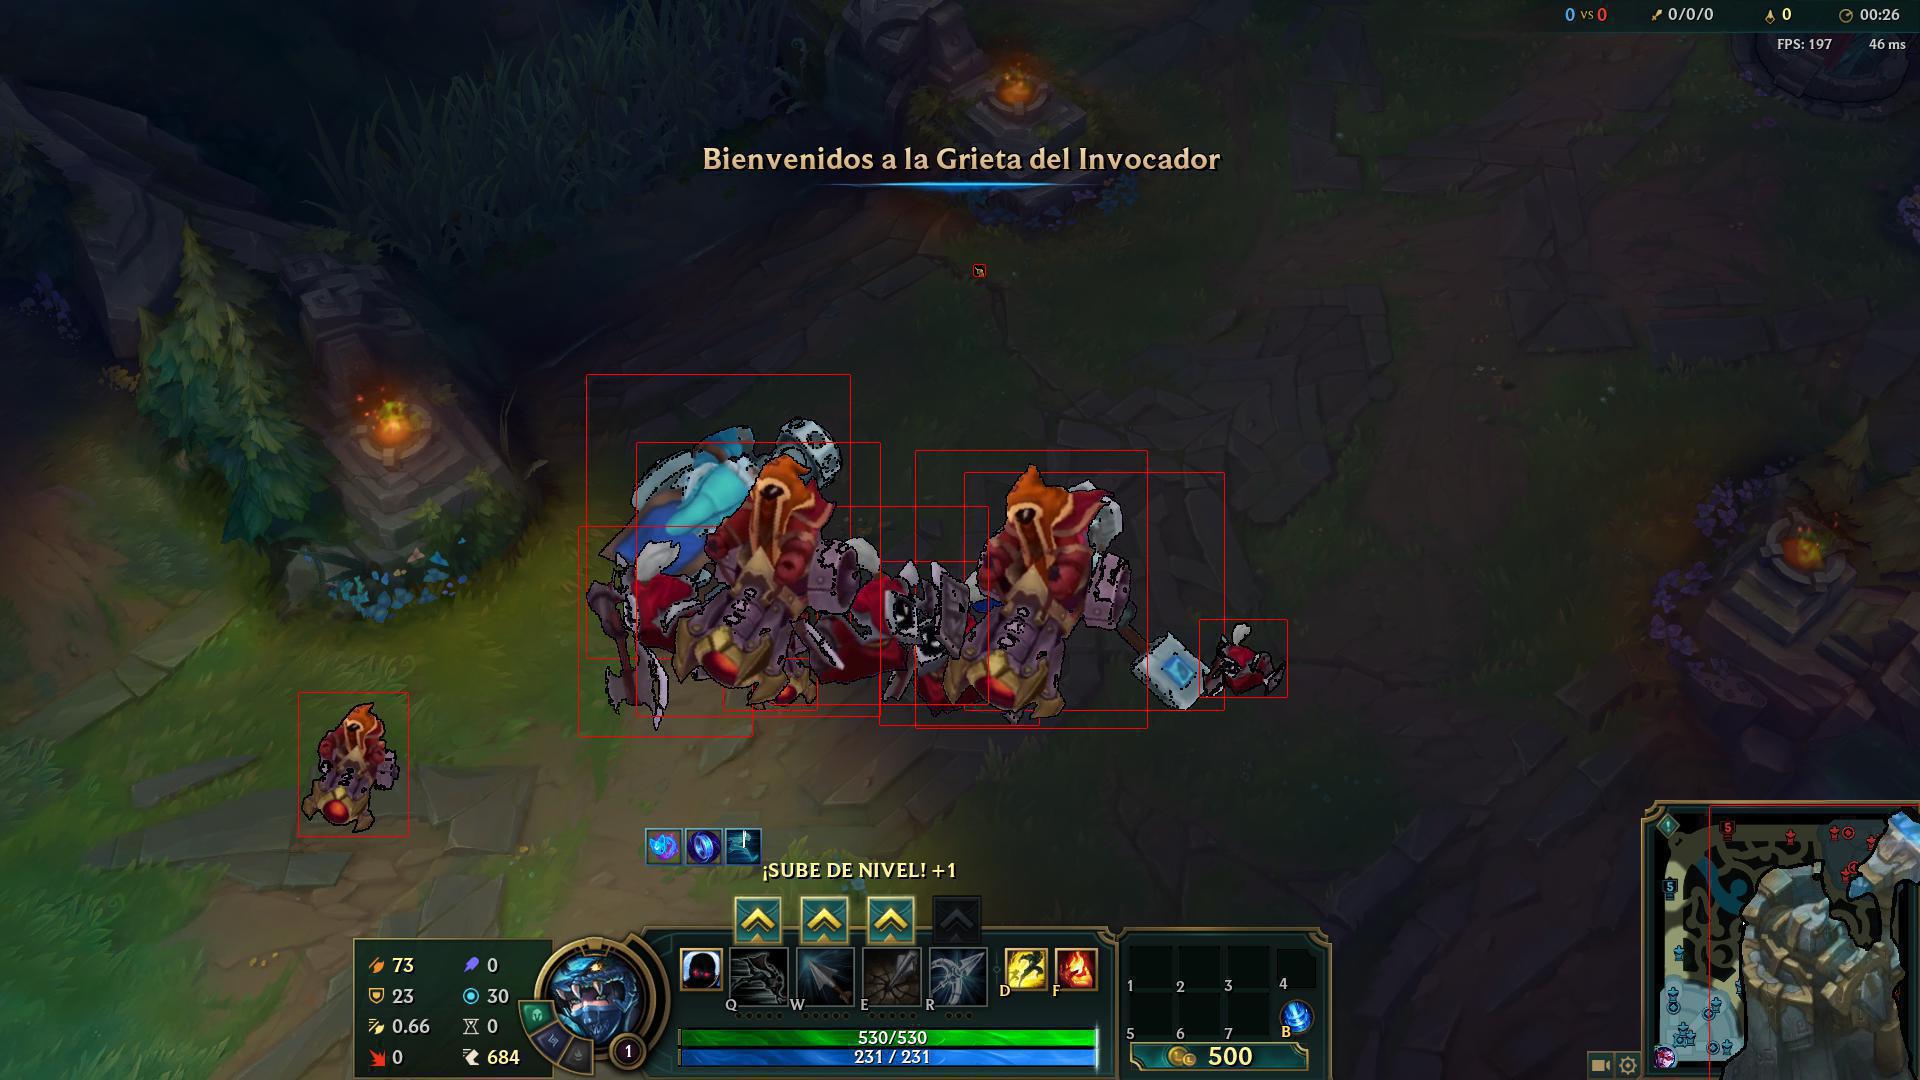 0 vs 0 0/0/0 0 00:26
FPS: 197 46 ms
Bienvenidos a la Grieta del Invocador
¡SUBE DE NIVEL! +1
5
5
73 0
23 30
0.66 0
0 684
1
Q W E R
D F
530/530
231 / 231
1 2 3 4
5 6 7 B
500